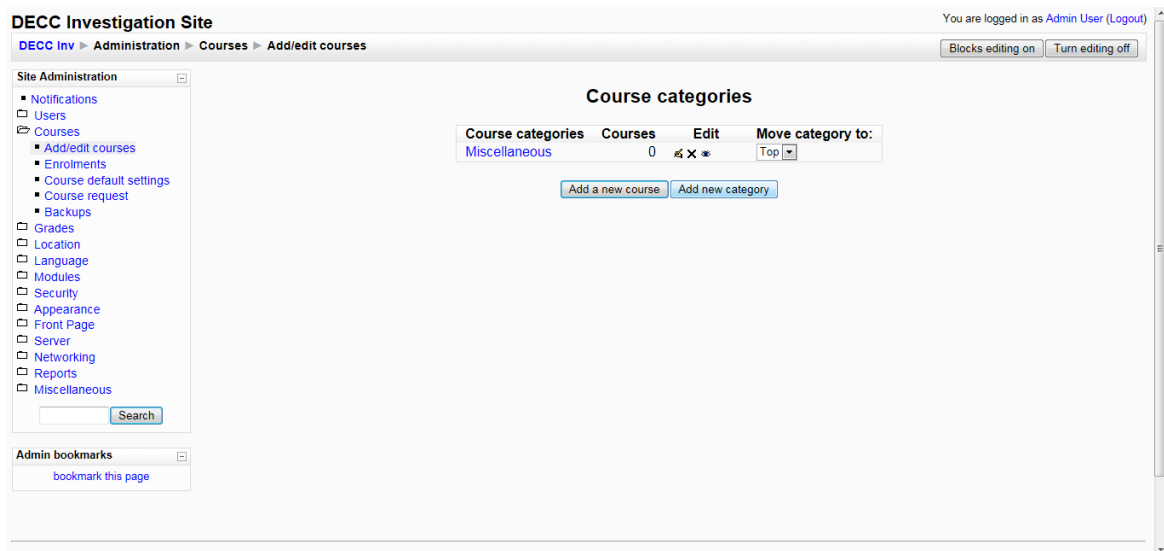 DECC Investigation Site
You are logged in as Admin User (Logout)
DECC Inv ► Administration ► Courses ► Add/edit courses
Blocks editing on Turn editing off
Site Administration
Notifications
Users
Courses
Add/edit courses
Enrolments
Course default settings
Course request
Backups
Grades
Location
Language
Modules
Security
Appearance
Front Page
Server
Networking
Reports
Miscellaneous
Search
Admin bookmarks
bookmark this page
Course categories
Course categories Courses Edit Move category to:
Miscellaneous 0 Top
Add a new course Add new category